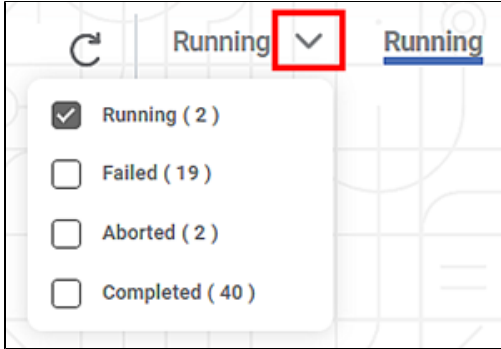 Running Running
Running ( 2 )
Failed ( 19 )
Aborted ( 2 )
Completed ( 40 )